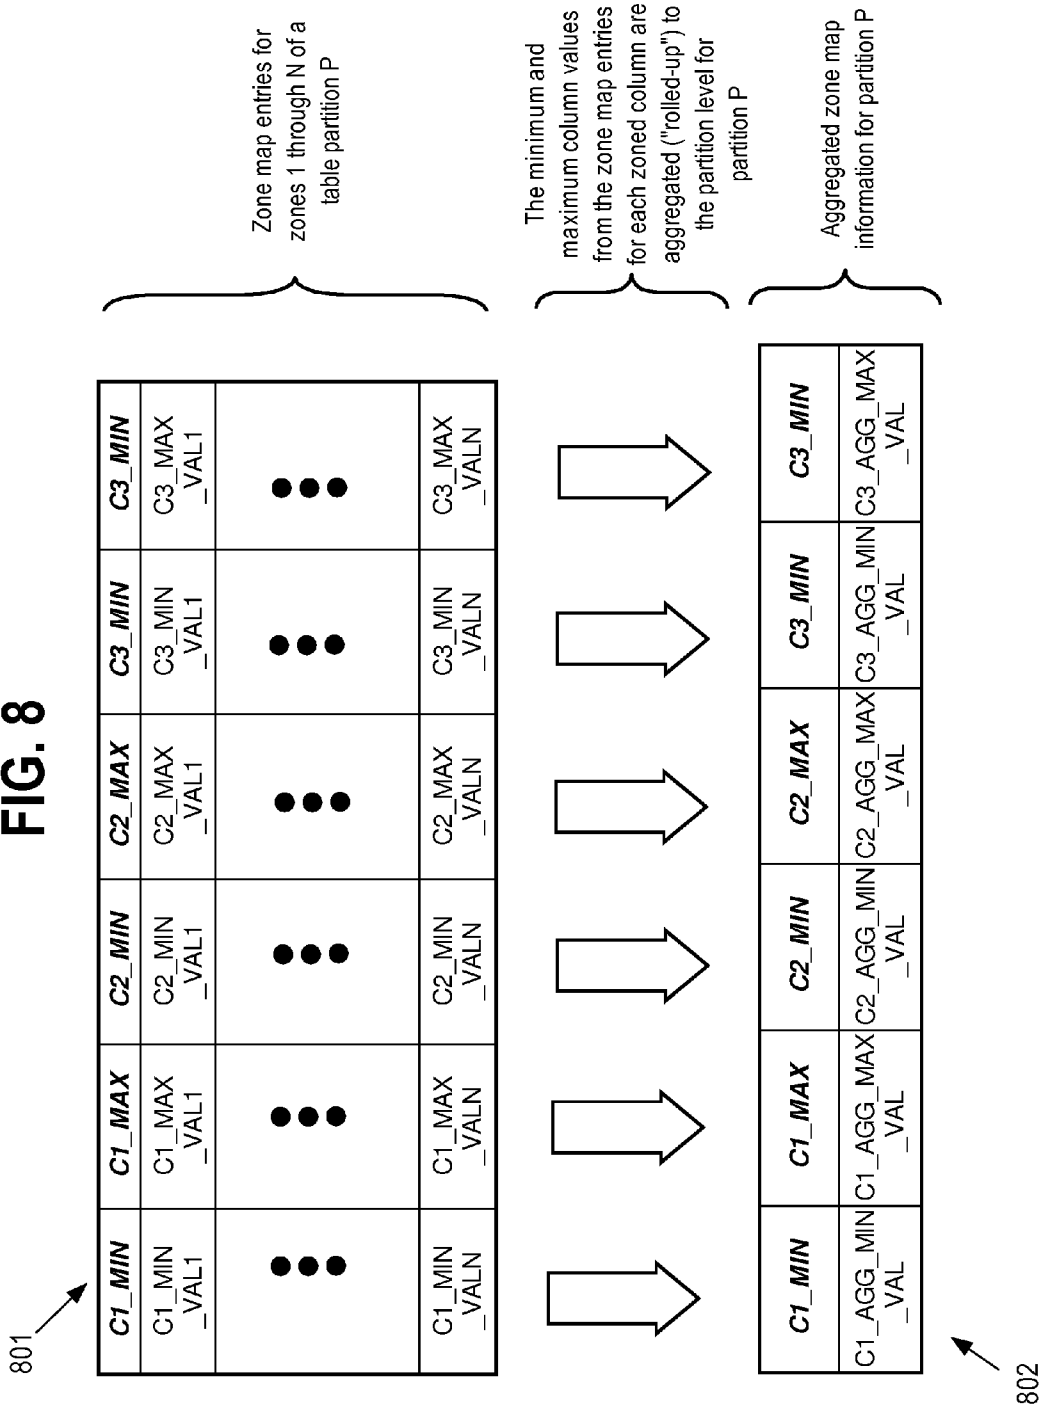 FIG. 8
801
C1_MIN
C1_MAX
C2_MIN
C2_MAX
C3_MIN
C3_MIN
C1_MIN
_VAL1
C1_MAX
_VAL1
C2_MIN
_VAL1
C2_MAX
_VAL1
C3_MIN
_VAL1
C3_MAX
_VAL1
C1_MIN
_VALN
C1_MAX
_VALN
C2_MIN
_VALN
C2_MAX
_VALN
C3_MIN
_VALN
C3_MAX
_VALN
Zone map entries for
zones 1 through N of a
table partition P
The minimum and
maximum column values
from the zone map entries
for each zoned column are
aggregated ("rolled-up") to
the partition level for
partition P
C1_MIN
C1_MAX
C2_MIN
C2_MAX
C3_MIN
C3_MIN
C1_AGG_MIN
_VAL
C1_AGG_MAX
_VAL
C2_AGG_MIN
_VAL
C2_AGG_MAX
_VAL
C3_AGG_MIN
_VAL
C3_AGG_MAX
_VAL
Aggregated zone map
information for partition P
802